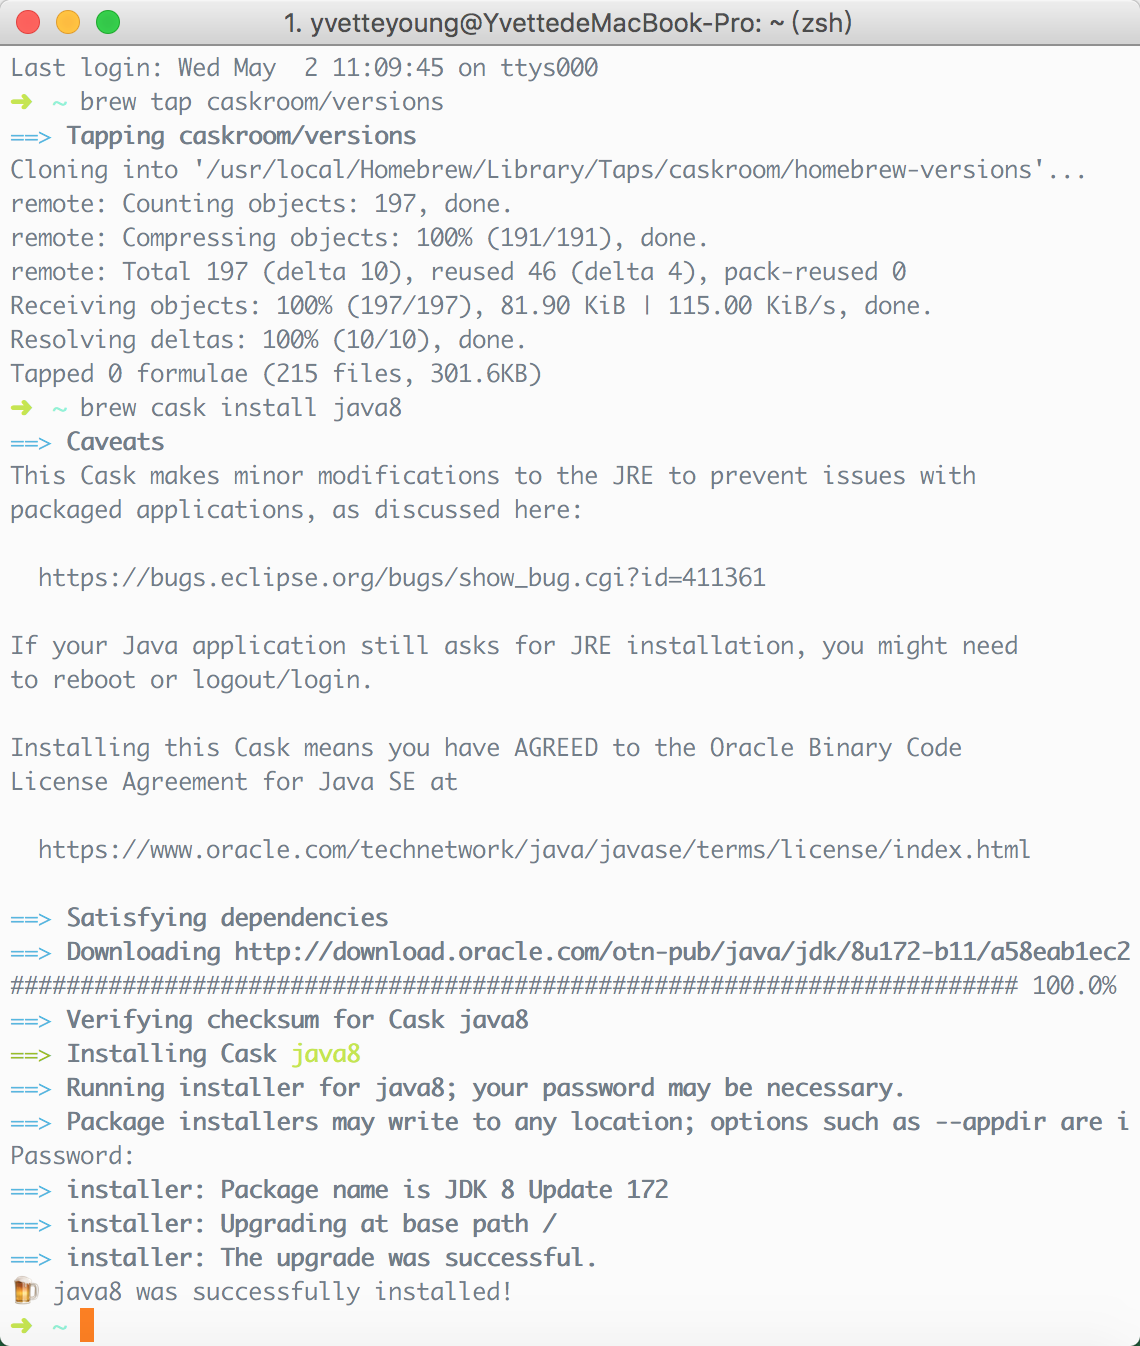 1. yvetteyoung@YvettedeMacBook-Pro: ~ (zsh)
Last login: Wed May  2 11:09:45 on ttys000
➜  ~ brew tap caskroom/versions
==> Tapping caskroom/versions
Cloning into '/usr/local/Homebrew/Library/Taps/caskroom/homebrew-versions'...
remote: Counting objects: 197, done.
remote: Compressing objects: 100% (191/191), done.
remote: Total 197 (delta 10), reused 46 (delta 4), pack-reused 0
Receiving objects: 100% (197/197), 81.90 KiB | 115.00 KiB/s, done.
Resolving deltas: 100% (10/10), done.
Tapped 0 formulae (215 files, 301.6KB)
➜  ~ brew cask install java8
==> Caveats
This Cask makes minor modifications to the JRE to prevent issues with
packaged applications, as discussed here:
  https://bugs.eclipse.org/bugs/show_bug.cgi?id=411361
If your Java application still asks for JRE installation, you might need
to reboot or logout/login.
Installing this Cask means you have AGREED to the Oracle Binary Code
License Agreement for Java SE at
  https://www.oracle.com/technetwork/java/javase/terms/license/index.html
==> Satisfying dependencies
==> Downloading http://download.oracle.com/otn-pub/java/jdk/8u172-b11/a58eab1ec2
######################################################################## 100.0%
==> Verifying checksum for Cask java8
==> Installing Cask java8
==> Running installer for java8; your password may be necessary.
==> Package installers may write to any location; options such as --appdir are i
Password:
==> installer: Package name is JDK 8 Update 172
==> installer: Upgrading at base path /
==> installer: The upgrade was successful.
🍺 java8 was successfully installed!
➜  ~